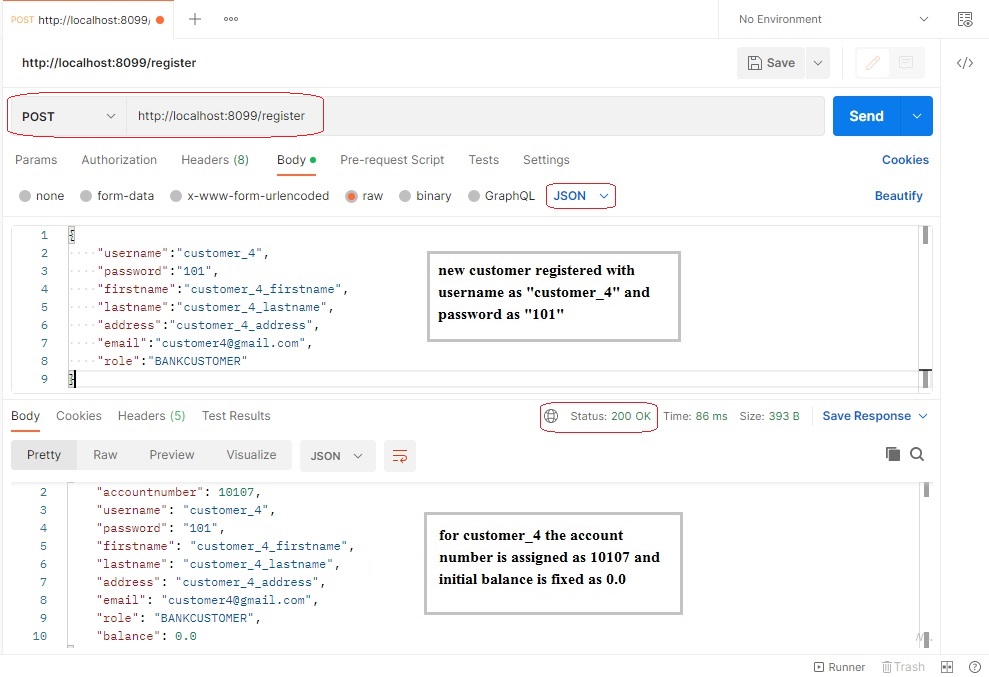 POST http://localhost:8099/ No Environment
http://localhost:8099/register Save
POST http://localhost:8099/register Send
Params Authorization Headers (8) Body Pre-request Script Tests Settings Cookies
none form-data x-www-form-urlencoded raw binary GraphQL JSON Beautify
1 {
2 "username":"customer_4",
3 "password":"101",
4 "firstname":"customer_4_firstname",
5 "lastname":"customer_4_lastname",
6 "address":"customer_4_address",
7 "email":"customer4@gmail.com",
8 "role":"BANKCUSTOMER"
9 }
new customer registered with
username as "customer_4" and
password as "101"
Body Cookies Headers (5) Test Results Status: 200 OK Time: 86 ms Size: 393 B Save Response
Pretty Raw Preview Visualize JSON
2 "accountnumber": 10107,
3 "username": "customer_4",
4 "password": "101",
5 "firstname": "customer_4_firstname",
6 "lastname": "customer_4_lastname",
7 "address": "customer_4_address",
8 "email": "customer4@gmail.com",
9 "role": "BANKCUSTOMER",
10 "balance": 0.0
for customer_4 the account
number is assigned as 10107 and
initial balance is fixed as 0.0
Runner Trash